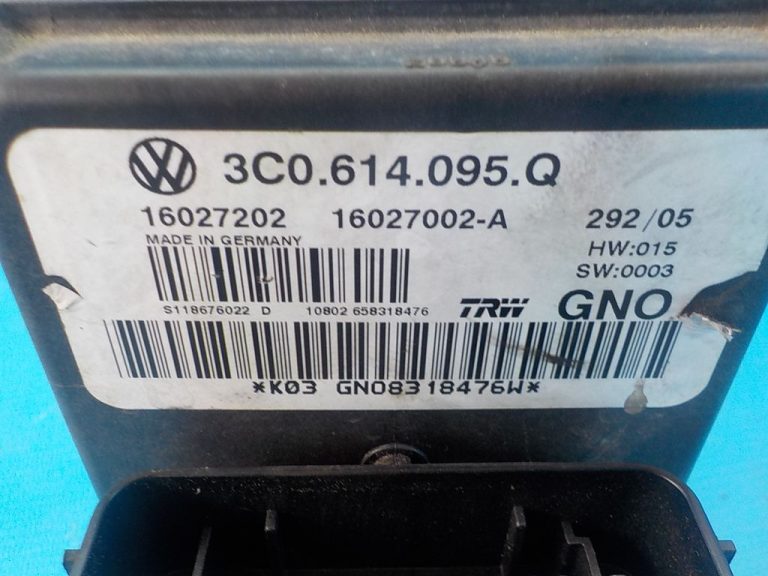 3C0.614.095.Q
16027202 16027002-A 292/05
MADE IN GERMANY
HW:015
SW:0003
S118676022 D 10802 658318476
TRW GNO
*K03 GNO8318476W*